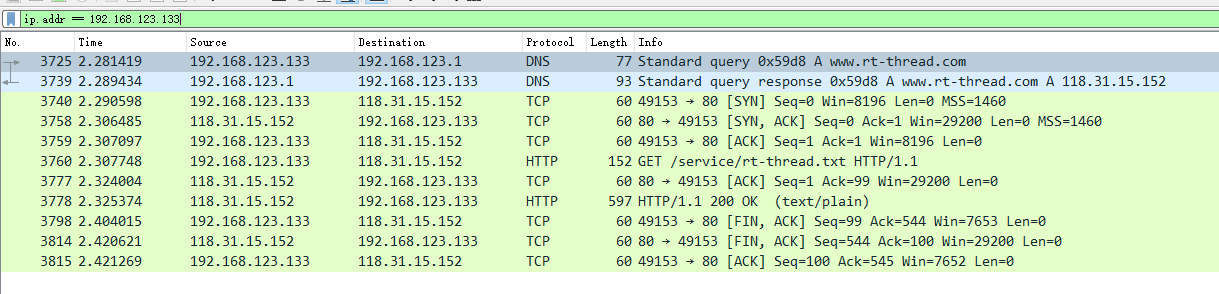 ip.addr == 192.168.123.133
No. Time Source Destination Protocol Length Info
3725 2.281419 192.168.123.133 192.168.123.1 DNS 77 Standard query 0x59d8 A www.rt-thread.com
3739 2.289434 192.168.123.1 192.168.123.133 DNS 93 Standard query response 0x59d8 A www.rt-thread.com A 118.31.15.152
3740 2.290598 192.168.123.133 118.31.15.152 TCP 60 49153 → 80 [SYN] Seq=0 Win=8196 Len=0 MSS=1460
3758 2.306485 118.31.15.152 192.168.123.133 TCP 60 80 → 49153 [SYN, ACK] Seq=0 Ack=1 Win=29200 Len=0 MSS=1460
3759 2.307097 192.168.123.133 118.31.15.152 TCP 60 49153 → 80 [ACK] Seq=1 Ack=1 Win=8196 Len=0
3760 2.307748 192.168.123.133 118.31.15.152 HTTP 152 GET /service/rt-thread.txt HTTP/1.1
3777 2.324004 118.31.15.152 192.168.123.133 TCP 60 80 → 49153 [ACK] Seq=1 Ack=99 Win=29200 Len=0
3778 2.325374 118.31.15.152 192.168.123.133 HTTP 597 HTTP/1.1 200 OK (text/plain)
3798 2.404015 192.168.123.133 118.31.15.152 TCP 60 49153 → 80 [FIN, ACK] Seq=99 Ack=544 Win=7653 Len=0
3814 2.420621 118.31.15.152 192.168.123.133 TCP 60 80 → 49153 [FIN, ACK] Seq=544 Ack=100 Win=29200 Len=0
3815 2.421269 192.168.123.133 118.31.15.152 TCP 60 49153 → 80 [ACK] Seq=100 Ack=545 Win=7652 Len=0